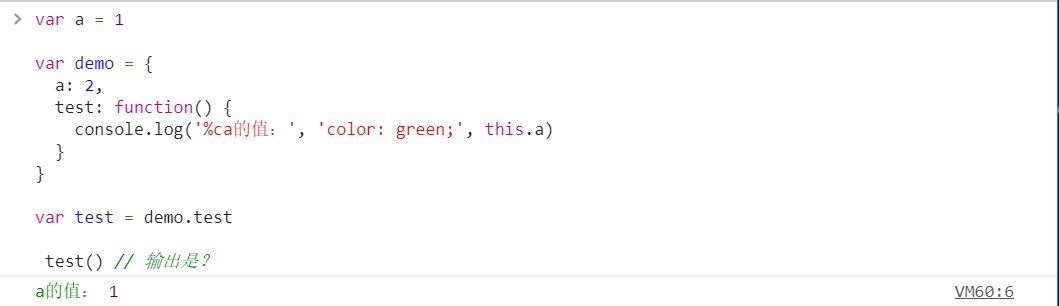 > var a = 1
var demo = {
a: 2,
test: function() {
console.log('%ca的值：', 'color: green;', this.a)
}
}
var test = demo.test
test() // 输出是？
a的值： 1 VM60:6